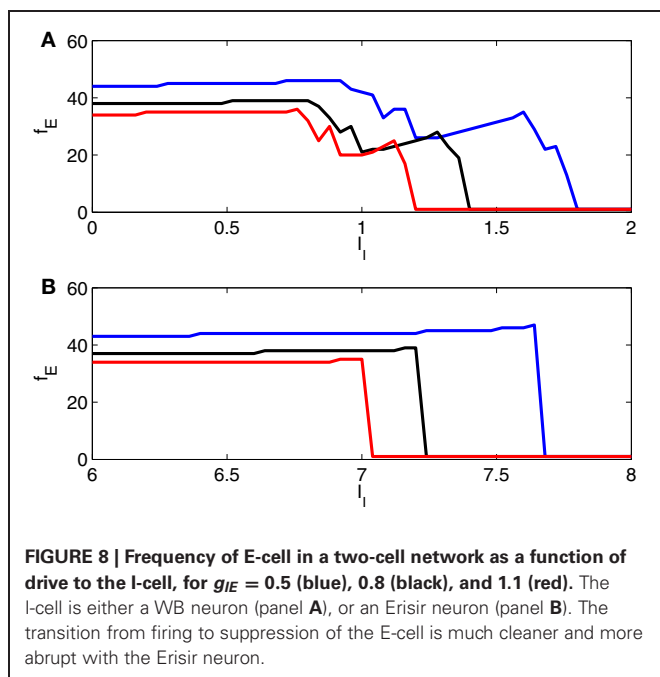 A
60
40
20
0
f_E
0
0.5
1
1.5
2
I_I
B
60
40
20
0
f_E
6
6.5
7
7.5
8
I_I
FIGURE 8 | Frequency of E-cell in a two-cell network as a function of
drive to the I-cell, for g_IE = 0.5 (blue), 0.8 (black), and 1.1 (red). The
I-cell is either a WB neuron (panel A), or an Erisir neuron (panel B). The
transition from firing to suppression of the E-cell is much cleaner and more
abrupt with the Erisir neuron.